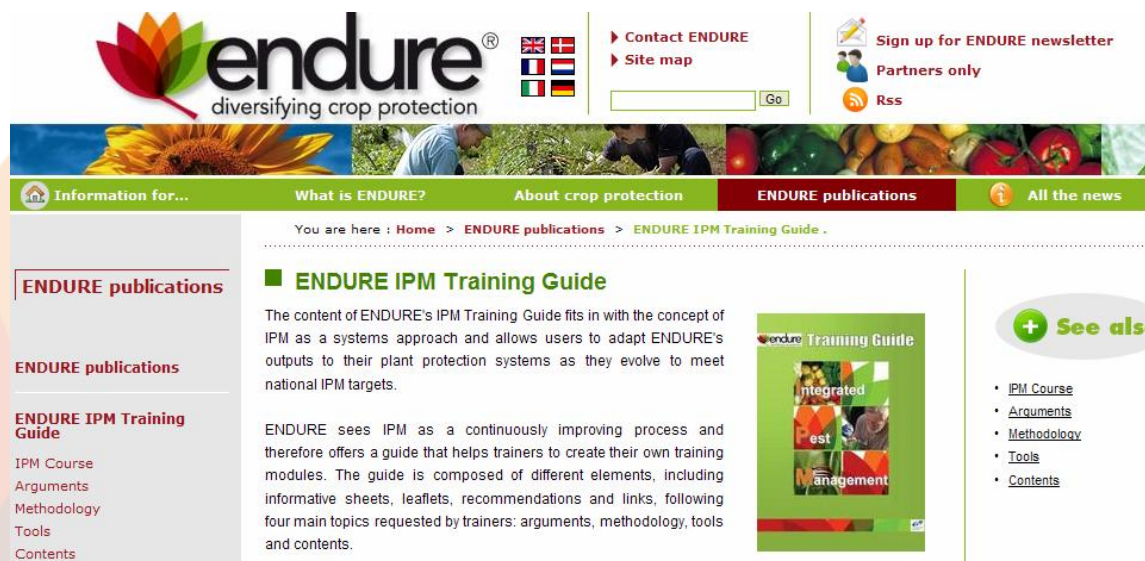 endure®
diversifying crop protection
Contact ENDURE
Site map
Go
Sign up for ENDURE newsletter
Partners only
Rss
Information for...
What is ENDURE?
About crop protection
ENDURE publications
All the news
You are here : Home > ENDURE publications > ENDURE IPM Training Guide .
ENDURE publications
ENDURE publications
ENDURE IPM Training
Guide
IPM Course
Arguments
Methodology
Tools
Contents
ENDURE IPM Training Guide
The content of ENDURE's IPM Training Guide fits in with the concept of
IPM as a systems approach and allows users to adapt ENDURE's
outputs to their plant protection systems as they evolve to meet
national IPM targets.
ENDURE sees IPM as a continuously improving process and
therefore offers a guide that helps trainers to create their own training
modules. The guide is composed of different elements, including
informative sheets, leaflets, recommendations and links, following
four main topics requested by trainers: arguments, methodology, tools
and contents.
endure Training Guide
Integrated
Pest
Management
See als
IPM Course
Arguments
Methodology
Tools
Contents